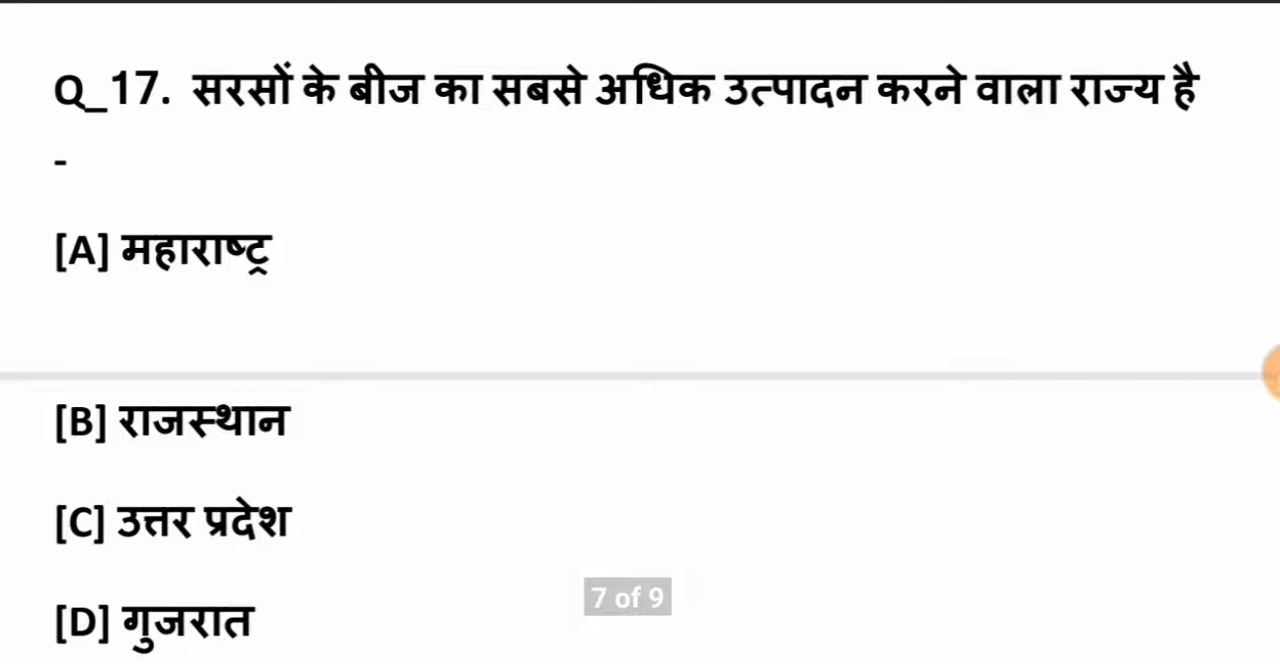 Q_17. सरसों के बीज का सबसे अधिक उत्पादन करने वाला राज्य है
-
[A] महाराष्ट्र
[B] राजस्थान
[C] उत्तर प्रदेश
[D] गुजरात
7 of 9